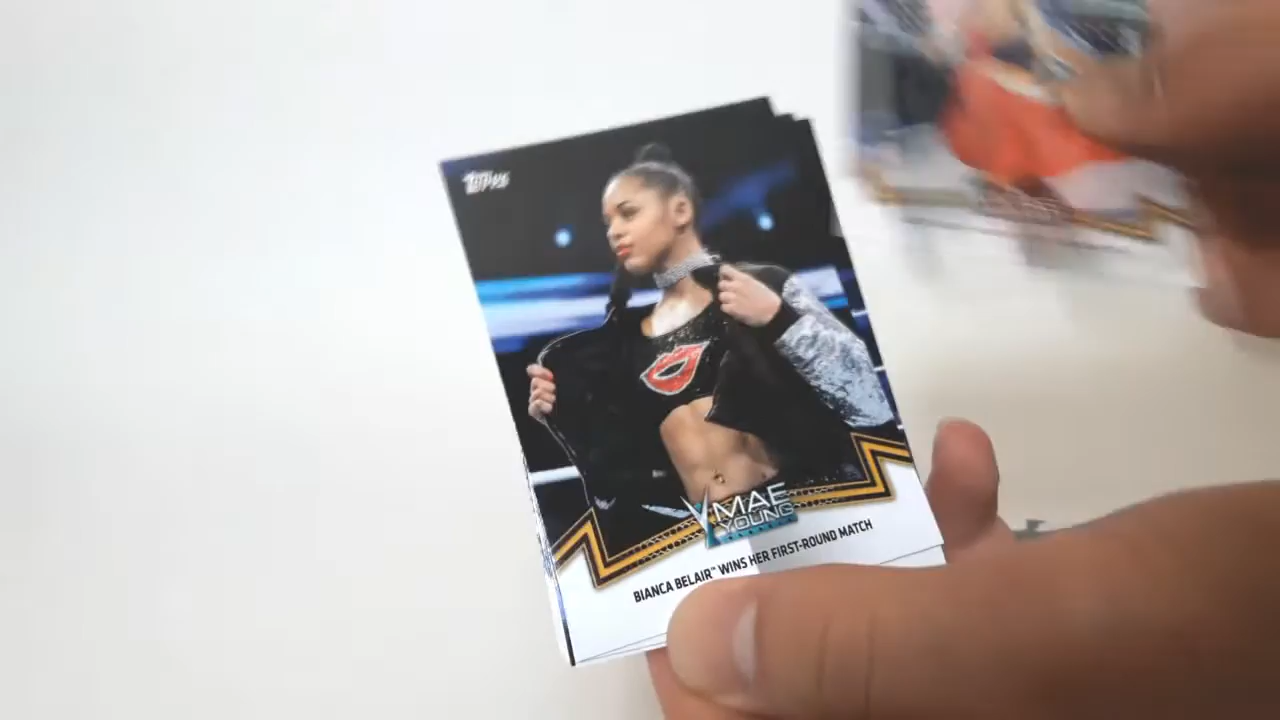 Topps
MAE
YOUNG
BIANCA BELAIR™ WINS HER FIRST-ROUND MATCH